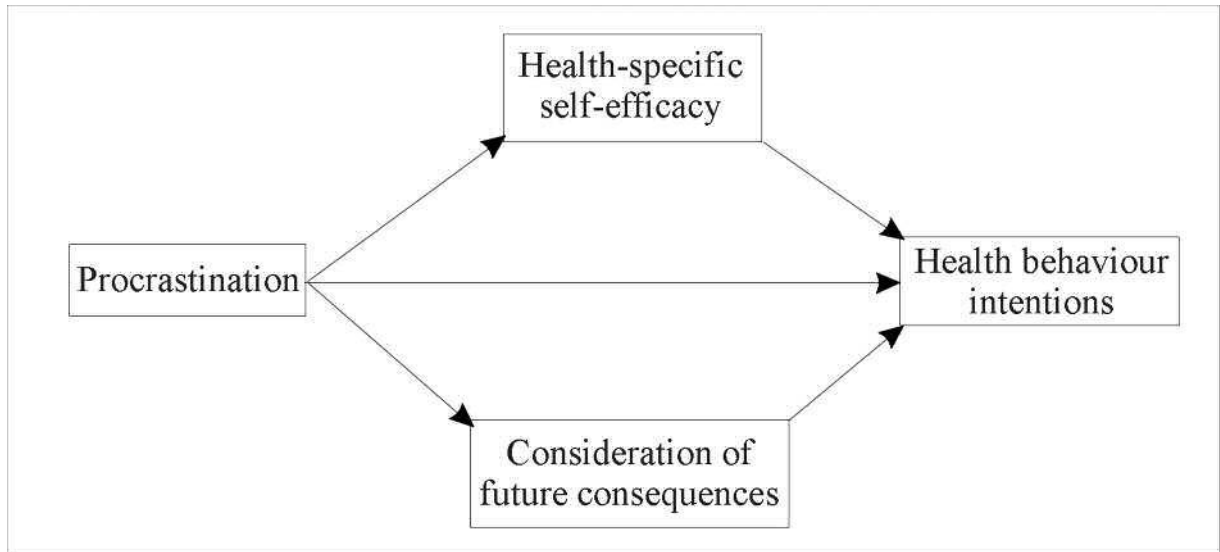 Health-specific
self-efficacy
Procrastination
Health behaviour
intentions
Consideration of
future consequences